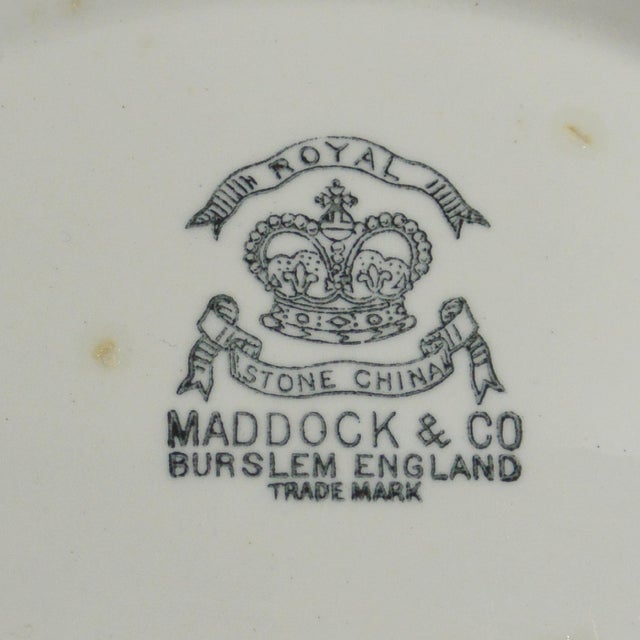 ROYAL
STONE CHINA
MADDOCK & CO
BURSLEM ENGLAND
TRADE MARK